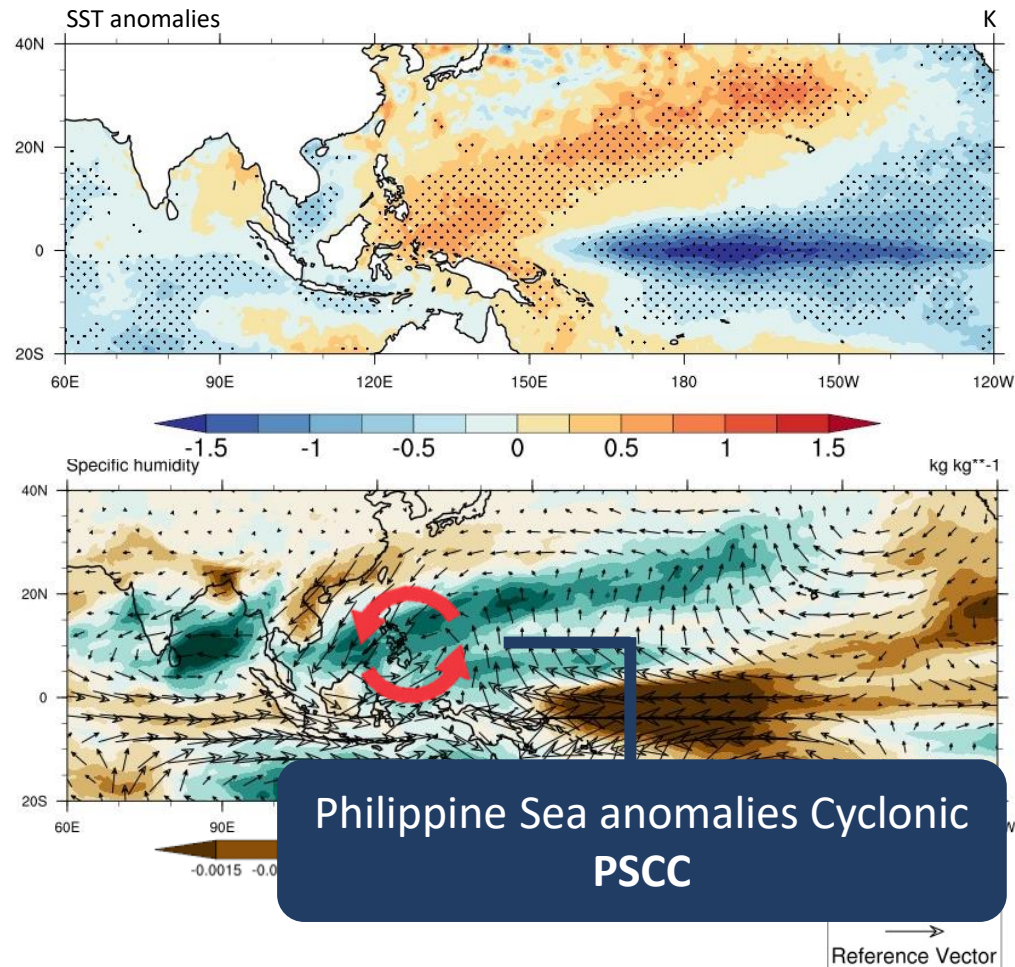 SST anomalies K
40N
20N
0
20S
60E 90E 120E 150E 180 150W 120W
-1.5 -1 -0.5 0 0.5 1 1.5
Specific humidity kg kg**-1
40N
20N
0
20S
60E 90E
-0.0015
Philippine Sea anomalies Cyclonic
PSCC
Reference Vector